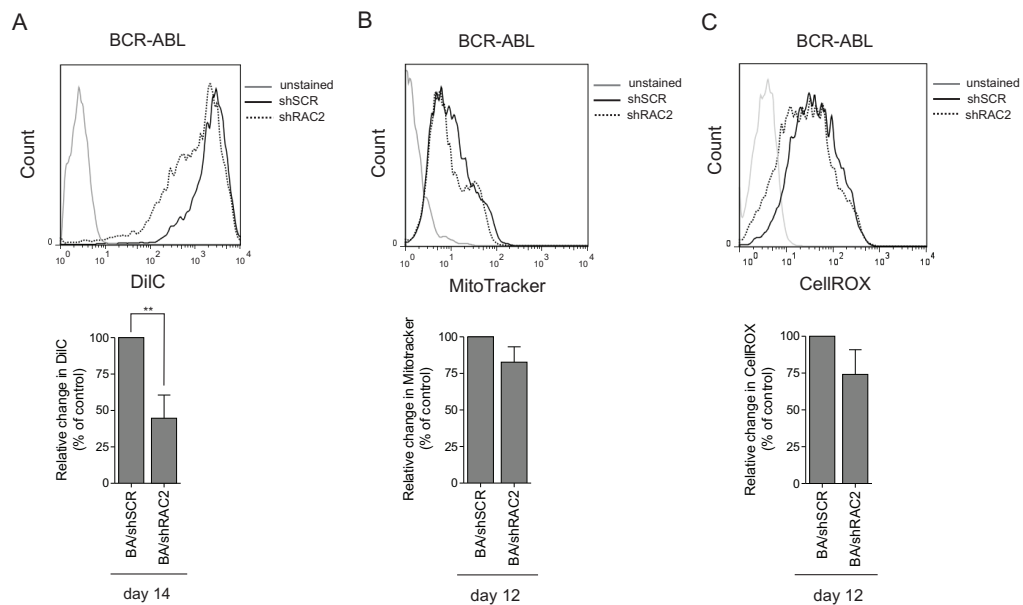 A
BCR-ABL
unstained
shSCR
shRAC2
Count
0
10^0 10^1 10^2 10^3 10^4
DilC
Relative change in DilC
(% of control)
100
75
50
25
0
**
BA/shSCR
BA/shRAC2
day 14
B
BCR-ABL
unstained
shSCR
shRAC2
Count
0
10^0 10^1 10^2 10^3 10^4
MitoTracker
Relative change in Mitotracker
(% of control)
100
75
50
25
0
BA/shSCR
BA/shRAC2
day 12
C
BCR-ABL
unstained
shSCR
shRAC2
Count
0
10^0 10^1 10^2 10^3 10^4
CellROX
Relative change in CellROX
(% of control)
100
75
50
25
0
BA/shSCR
BA/shRAC2
day 12